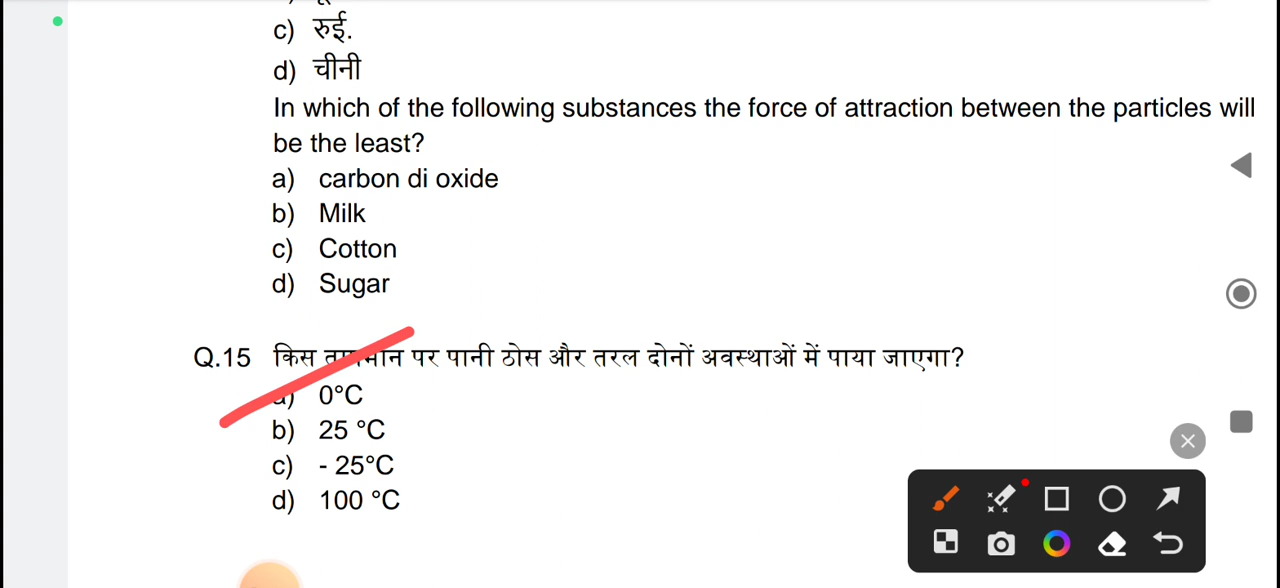 c) रुई.
d) चीनी
In which of the following substances the force of attraction between the particles will
be the least?
a) carbon di oxide
b) Milk
c) Cotton
d) Sugar
Q.15 किस तापमान पर पानी ठोस और तरल दोनों अवस्थाओं में पाया जाएगा?
a) 0°C
b) 25 °C
c) - 25°C
d) 100 °C